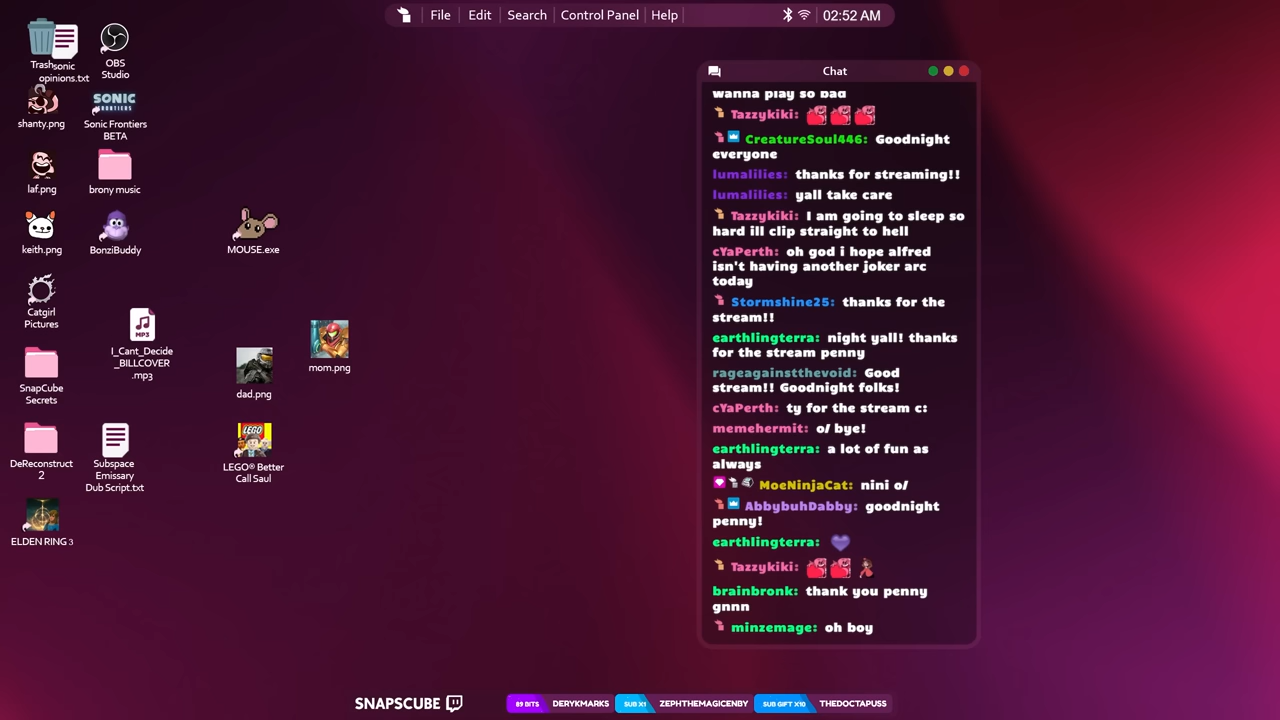 File Edit Search Control Panel Help 02:52 AM
Trash
sonic
opinions.txt
OBS
Studio
shanty.png
SONIC
FRONTIERS
Sonic Frontiers
BETA
laf.png
brony music
keith.png
BonziBuddy
MOUSE.exe
Catgirl
Pictures
MP3
I_Cant_Decide
_BILLCOVER
.mp3
mom.png
dad.png
SnapCube
Secrets
DeReconstruct
2
Subspace
Emissary
Dub Script.txt
LEGO
LEGO® Better
Call Saul
ELDEN RING 3
Chat
wanna play so bad
Tazzykiki:
CreatureSoul446: Goodnight
everyone
lumalilies: thanks for streaming!!
lumalilies: yall take care
Tazzykiki: I am going to sleep so
hard ill clip straight to hell
cYaPerth: oh god i hope alfred
isn't having another joker arc
today
Stormshine25: thanks for the
stream!!
earthlingterra: night yall! thanks
for the stream penny
rageagainstthevoid: Good
stream!! Goodnight folks!
cYaPerth: ty for the stream c:
memehermit: o/ bye!
earthlingterra: a lot of fun as
always
MoeNinjaCat: nini o/
AbbybuhDabby: goodnight
penny!
earthlingterra:
Tazzykiki:
brainbronk: thank you penny
gnnn
minzemage: oh boy
SNAPSCUBE
89 BITS DERYKMARKS SUB X1 ZEPHTHEMAGICENBY SUB GIFT X10 THEDOCTAPUSS